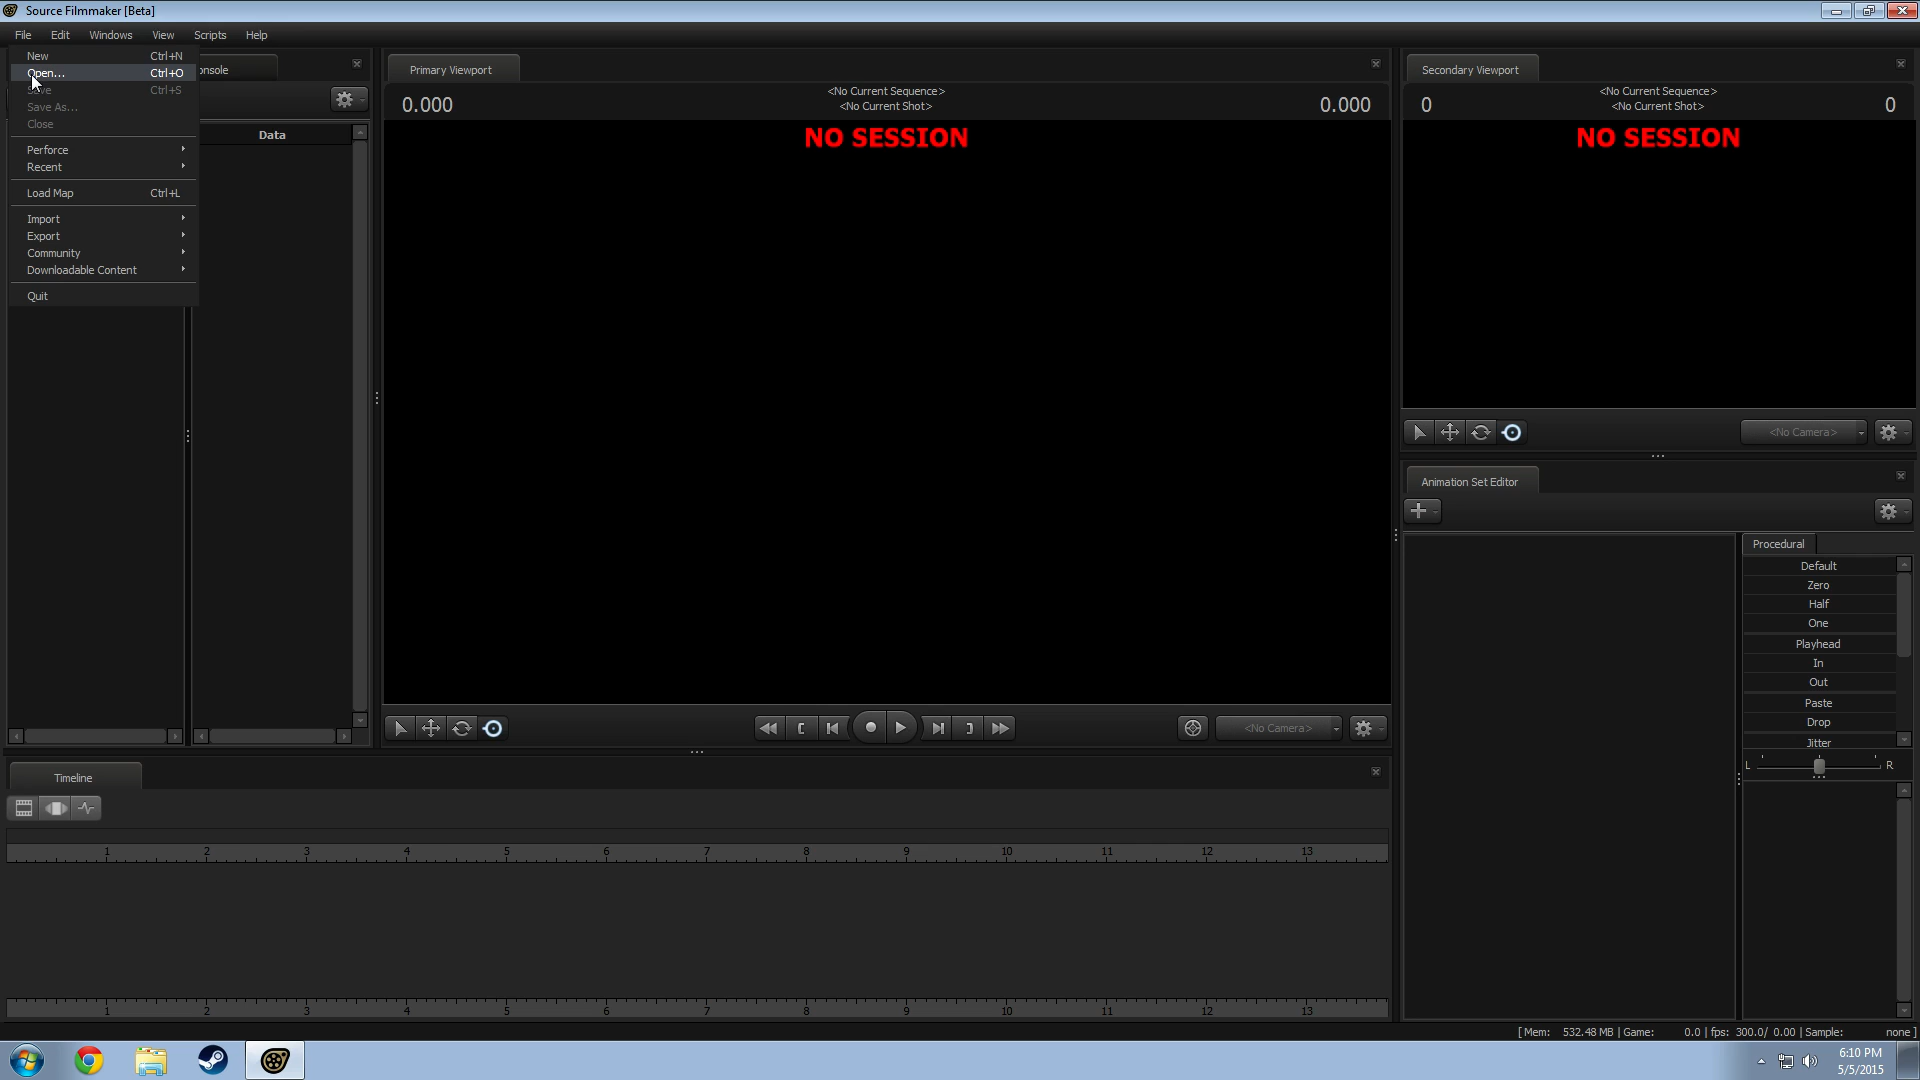 Source Filmmaker [Beta]
File Edit Windows View Scripts Help
New Ctrl+N
Open... Ctrl+O
Save Ctrl+S
Save As...
Close
Perforce
Recent
Load Map Ctrl+L
Import
Export
Community
Downloadable Content
Quit
onsole
Data
Primary Viewport
0.000
<No Current Sequence>
<No Current Shot>
0.000
NO SESSION
<No Camera>
Secondary Viewport
0
<No Current Sequence>
<No Current Shot>
0
NO SESSION
<No Camera>
Animation Set Editor
Procedural
Default
Zero
Half
One
Playhead
In
Out
Paste
Drop
Jitter
L R
Timeline
1 2 3 4 5 6 7 8 9 10 11 12 13
1 2 3 4 5 6 7 8 9 10 11 12 13
[ Mem: 532.48 MB | Game: 0.0 | fps: 300.0/ 0.00 | Sample: none ]
6:10 PM
5/5/2015